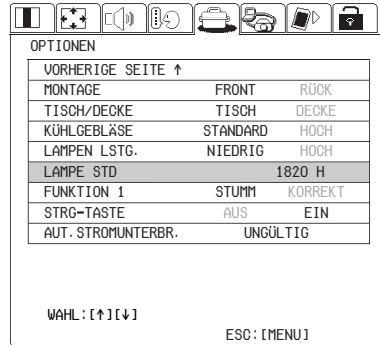 OPTIONEN
VORHERIGE SEITE ↑
MONTAGE FRONT RÜCK
TISCH/DECKE TISCH DECKE
KÜHLGEBLÄSE STANDARD HOCH
LAMPEN LSTG. NIEDRIG HOCH
LAMPE STD 1820 H
FUNKTION 1 STUMM KORREKT
STRG-TASTE AUS EIN
AUT.STROMUNTERBR. UNGÜLTIG
WAHL:[↑][↓]
ESC:[MENU]